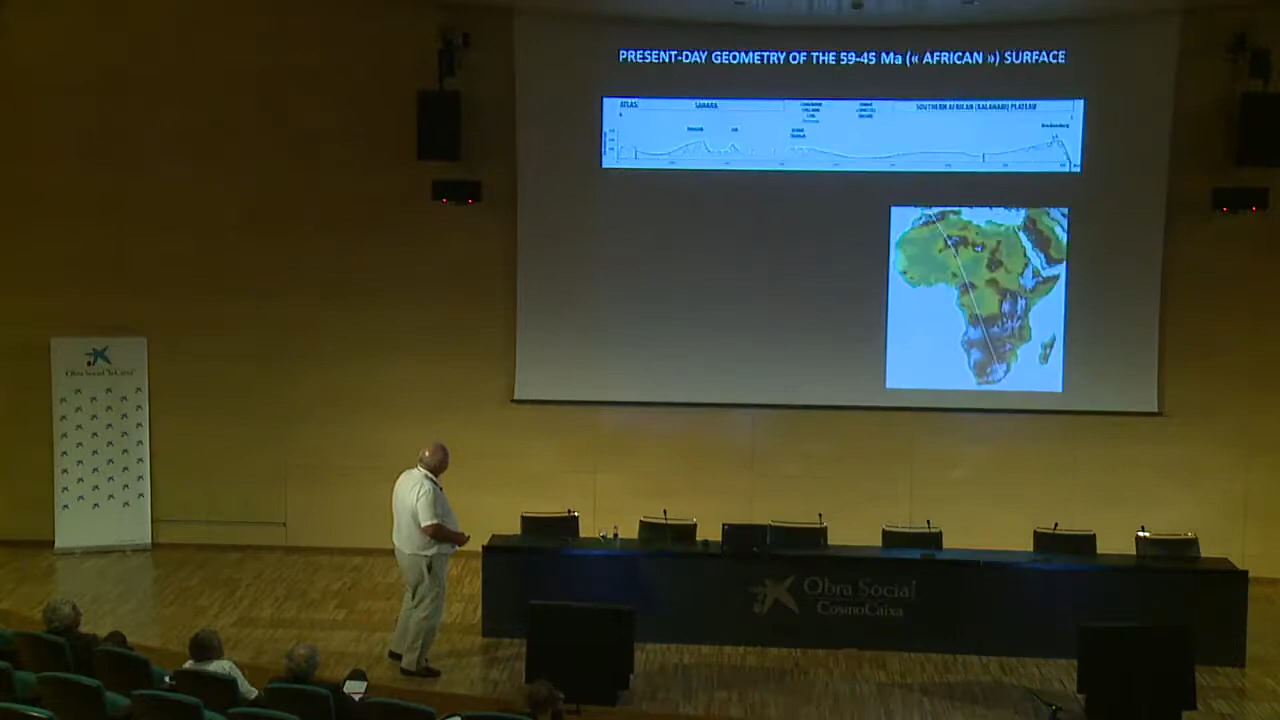 PRESENT-DAY GEOMETRY OF THE 59-45 Ma (« AFRICAN ») SURFACE
ATLAS
SAHARA
SOUTHERN AFRICAN (KALAHARI) PLATEAU
Obra Social "la Caixa"
Obra Social
CosmoCaixa